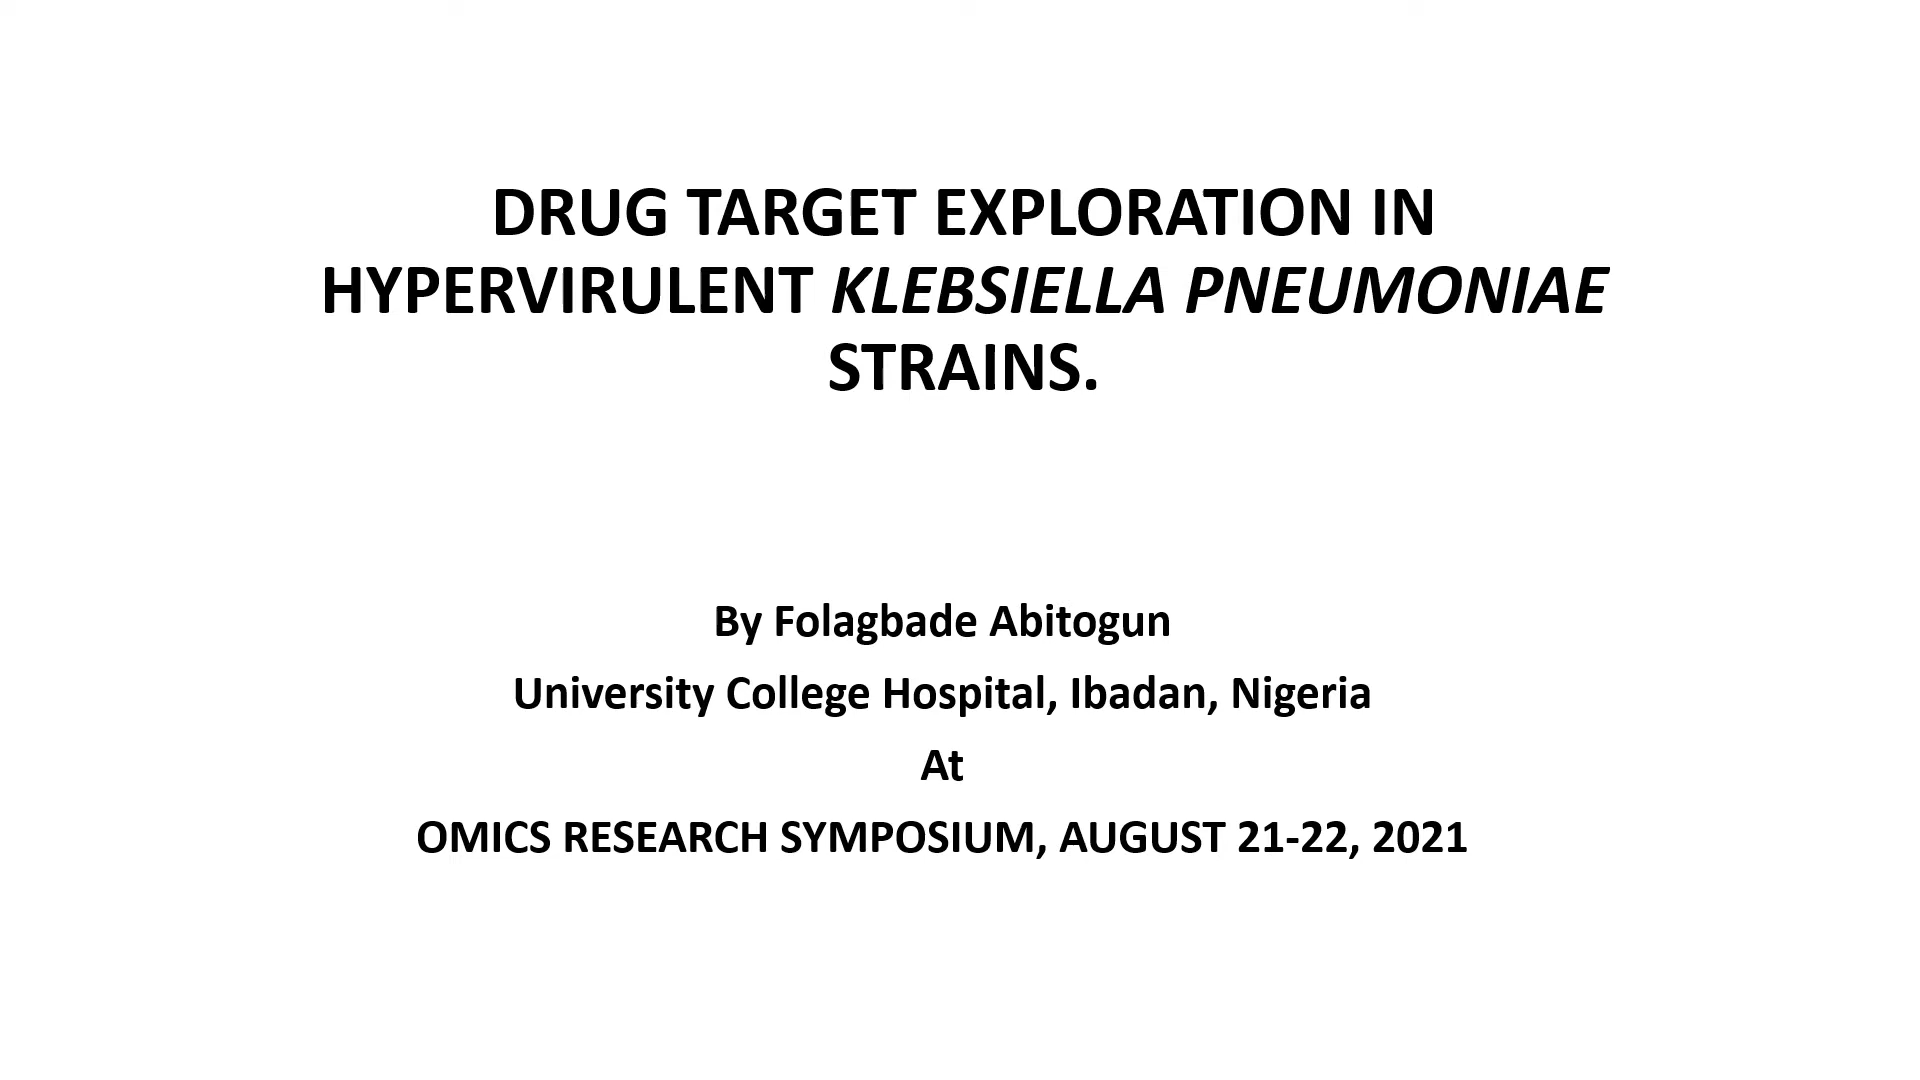 DRUG TARGET EXPLORATION IN
HYPERVIRULENT KLEBSIELLA PNEUMONIAE
STRAINS.
By Folagbade Abitogun
University College Hospital, Ibadan, Nigeria
At
OMICS RESEARCH SYMPOSIUM, AUGUST 21-22, 2021